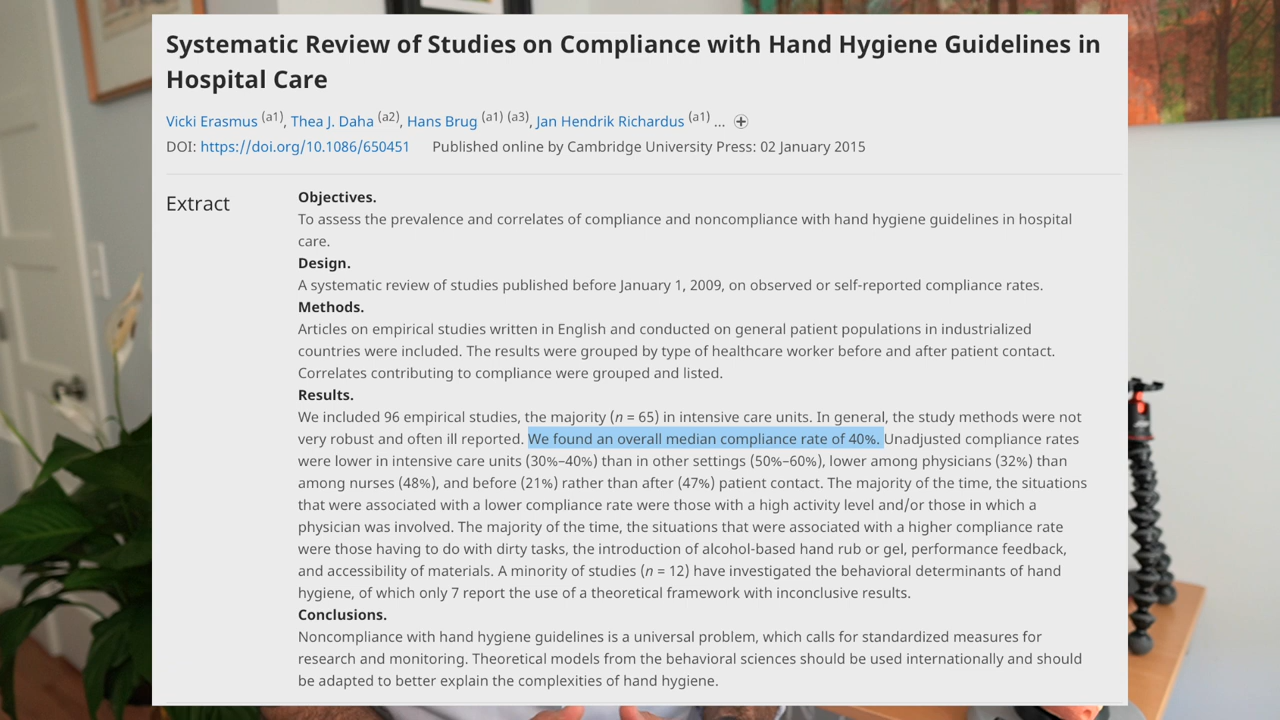 Systematic Review of Studies on Compliance with Hand Hygiene Guidelines in
Hospital Care
Vicki Erasmus (a1), Thea J. Daha (a2), Hans Brug (a1) (a3), Jan Hendrik Richardus (a1) ...
DOI: https://doi.org/10.1086/650451 Published online by Cambridge University Press: 02 January 2015
Extract
Objectives.
To assess the prevalence and correlates of compliance and noncompliance with hand hygiene guidelines in hospital
care.
Design.
A systematic review of studies published before January 1, 2009, on observed or self-reported compliance rates.
Methods.
Articles on empirical studies written in English and conducted on general patient populations in industrialized
countries were included. The results were grouped by type of healthcare worker before and after patient contact.
Correlates contributing to compliance were grouped and listed.
Results.
We included 96 empirical studies, the majority (n = 65) in intensive care units. In general, the study methods were not
very robust and often ill reported. We found an overall median compliance rate of 40%. Unadjusted compliance rates
were lower in intensive care units (30%–40%) than in other settings (50%–60%), lower among physicians (32%) than
among nurses (48%), and before (21%) rather than after (47%) patient contact. The majority of the time, the situations
that were associated with a lower compliance rate were those with a high activity level and/or those in which a
physician was involved. The majority of the time, the situations that were associated with a higher compliance rate
were those having to do with dirty tasks, the introduction of alcohol-based hand rub or gel, performance feedback,
and accessibility of materials. A minority of studies (n = 12) have investigated the behavioral determinants of hand
hygiene, of which only 7 report the use of a theoretical framework with inconclusive results.
Conclusions.
Noncompliance with hand hygiene guidelines is a universal problem, which calls for standardized measures for
research and monitoring. Theoretical models from the behavioral sciences should be used internationally and should
be adapted to better explain the complexities of hand hygiene.